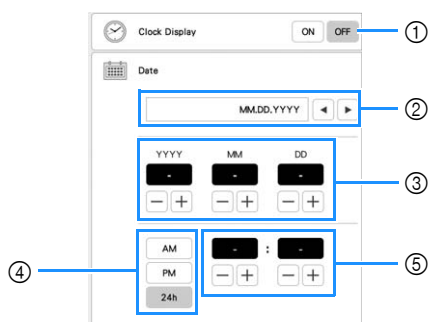 Clock Display ON OFF ①
Date
MM.DD.YYYY ◄ ► ②
YYYY MM DD
- - -
− + − + − + ③
④ AM - : - ⑤
PM − + − +
24h